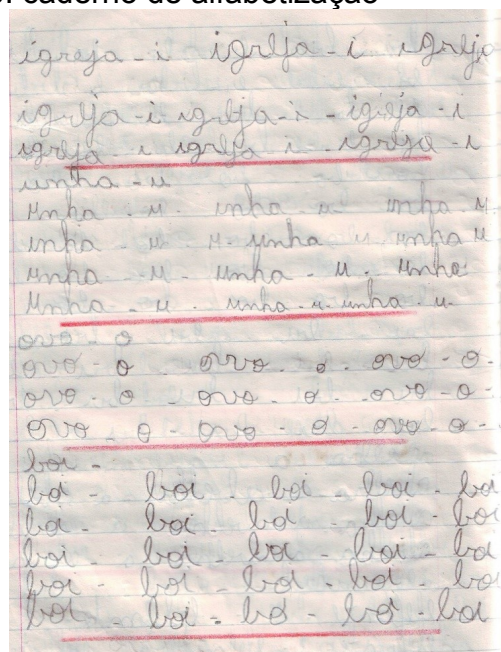 caderno de alfabetização
igreja - i igreja - i igreja
igreja - i igreja - i - igreja - i
igreja - i igreja i - igreja - i
unha - u
unha - u - unha - u - unha u
unha - u - u - unha u unha u
unha - u - unha - u - unha
unha - u - unha - u - unha - u -
ovo - o
ovo - o ovo - o - ovo - o -
ovo - o - ovo - o - ovo - o -
ovo - o - ovo - o - ovo - o -
boi -
boi - boi - boi - boi - boi
boi - boi - boi - boi - boi
boi - boi - boi - boi - boi
boi - boi - boi - boi - boi
boi - boi - boi - boi - boi